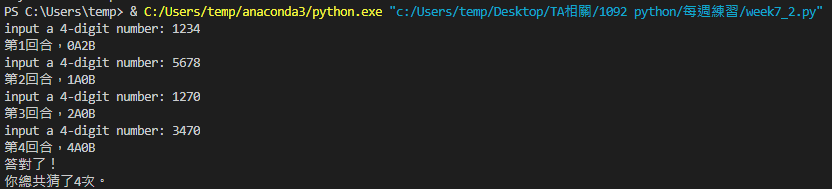 PS C:\Users\temp> & C:/Users/temp/anaconda3/python.exe "c:/Users/temp/Desktop/TA相關/1092 python/每週練習/week7_2.py"
input a 4-digit number: 1234
第1回合，0A2B
input a 4-digit number: 5678
第2回合，1A0B
input a 4-digit number: 1270
第3回合，2A0B
input a 4-digit number: 3470
第4回合，4A0B
答對了！
你總共猜了4次。